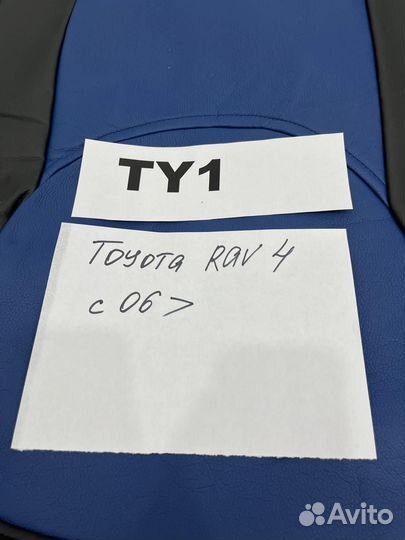 TY1
Toyota RAV 4
с 06 >
Avito